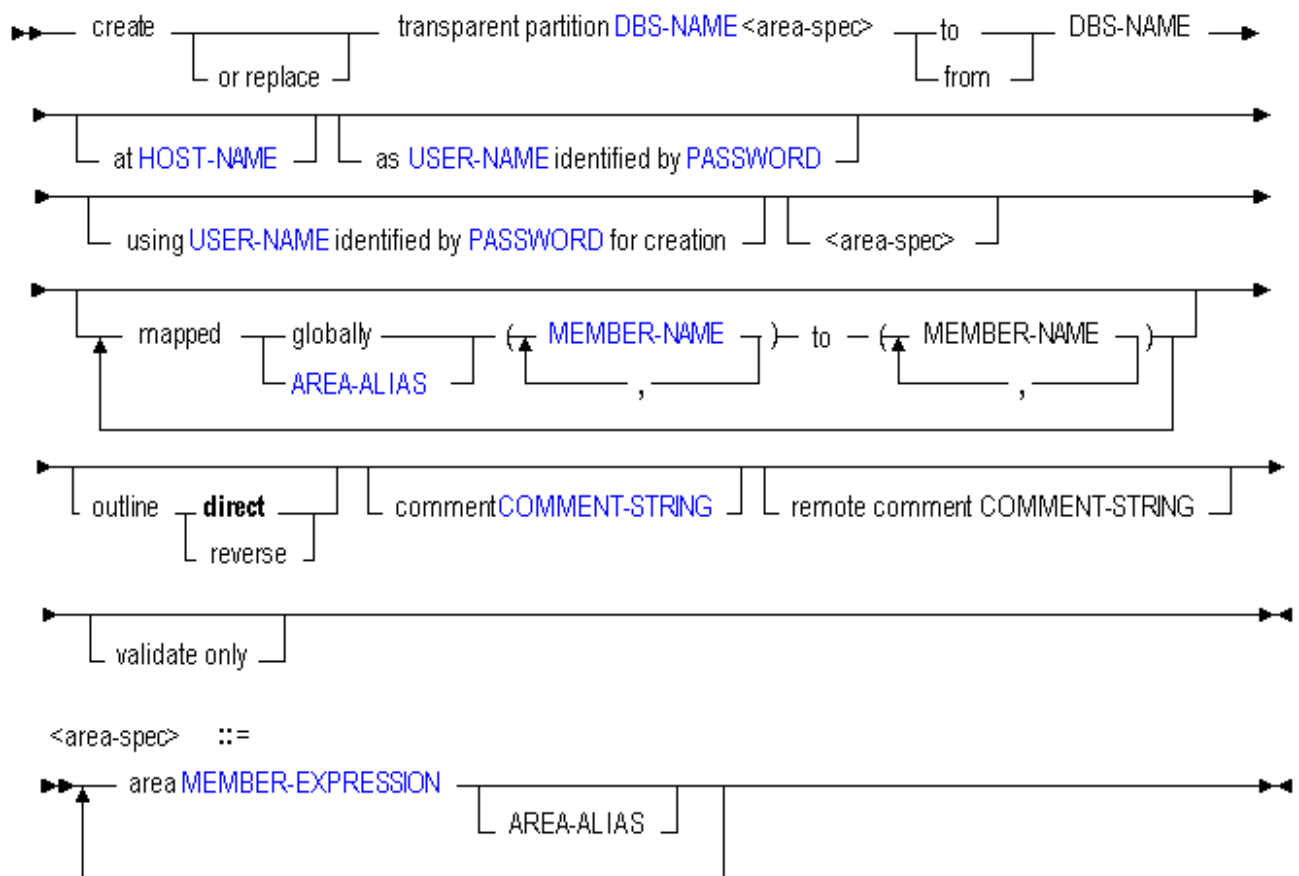 create transparent partition DBS-NAME <area-spec> to DBS-NAME
or replace from
at HOST-NAME as USER-NAME identified by PASSWORD
using USER-NAME identified by PASSWORD for creation <area-spec>
mapped globally ( MEMBER-NAME ) to ( MEMBER-NAME )
AREA-ALIAS , ,
outline direct comment COMMENT-STRING remote comment COMMENT-STRING
reverse
validate only
<area-spec> ::=
area MEMBER-EXPRESSION
AREA-ALIAS